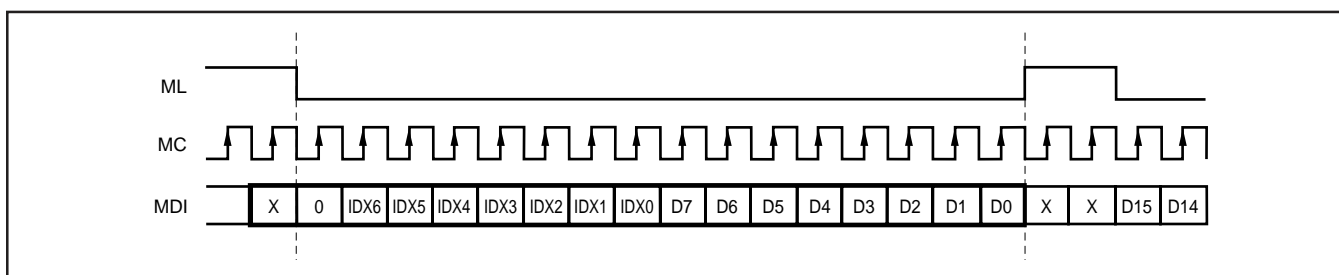 ML
MC
MDI X 0 IDX6 IDX5 IDX4 IDX3 IDX2 IDX1 IDX0 D7 D6 D5 D4 D3 D2 D1 D0 X X D15 D14